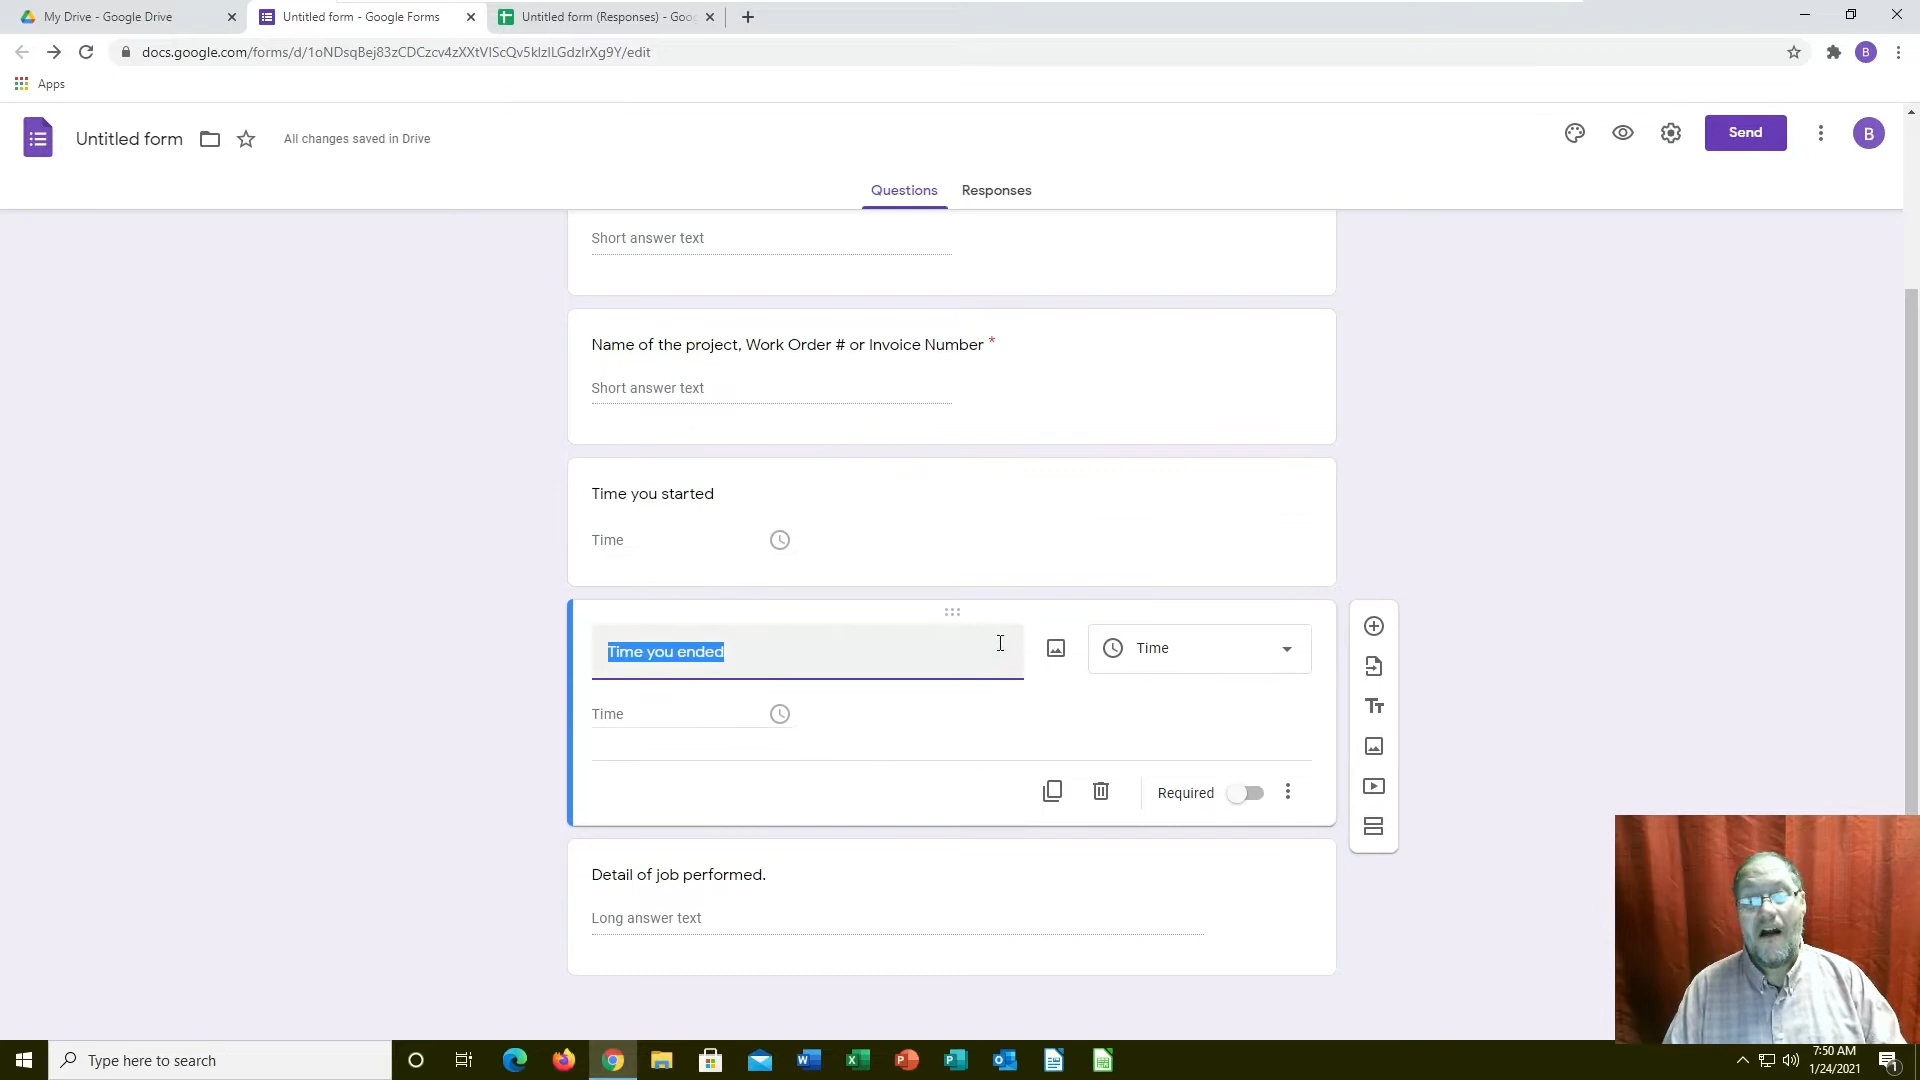 My Drive - Google Drive
Untitled form - Google Forms
Untitled form (Responses) - Goo
docs.google.com/forms/d/1oNDsqBej83zCDCzcv4zXXtVIScQv5klzlLGdzIrXg9Y/edit
B
Apps
Untitled form
All changes saved in Drive
Send
B
Questions
Responses
Short answer text
Name of the project, Work Order # or Invoice Number *
Short answer text
Time you started
Time
Time you ended
Time
Time
Required
Detail of job performed.
Long answer text
Type here to search
7:50 AM
1/24/2021
1